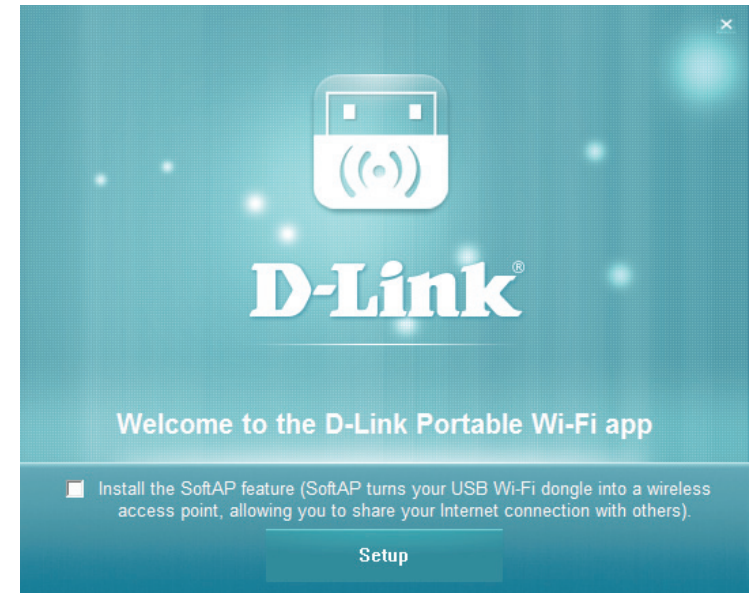 D-Link®
Welcome to the D-Link Portable Wi-Fi app
Install the SoftAP feature (SoftAP turns your USB Wi-Fi dongle into a wireless
access point, allowing you to share your Internet connection with others).
Setup